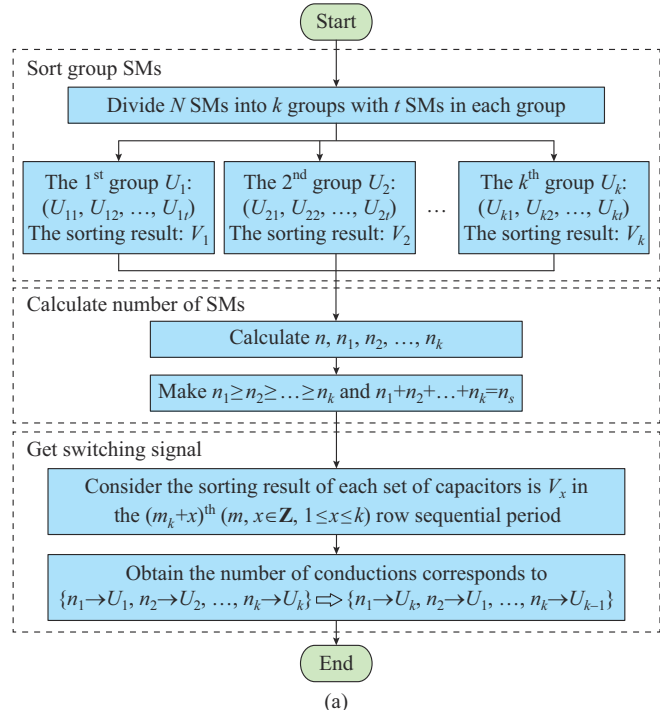 Start
Sort group SMs
Divide N SMs into k groups with t SMs in each group
The 1st group U1:
(U11, U12, …, U1t)
The sorting result: V1
The 2nd group U2:
(U21, U22, …, U2t)
The sorting result: V2
…
The kth group Uk:
(Uk1, Uk2, …, Ukt)
The sorting result: Vk
Calculate number of SMs
Calculate n, n1, n2, …, nk
Make n1≥n2≥…≥nk and n1+n2+…+nk=ns
Get switching signal
Consider the sorting result of each set of capacitors is Vx in
the (mk+x)th (m, x∈Z, 1≤x≤k) row sequential period
Obtain the number of conductions corresponds to
{n1→U1, n2→U2, …, nk→Uk}⇨{n1→Uk, n2→U1, …, nk→Uk−1}
End
(a)